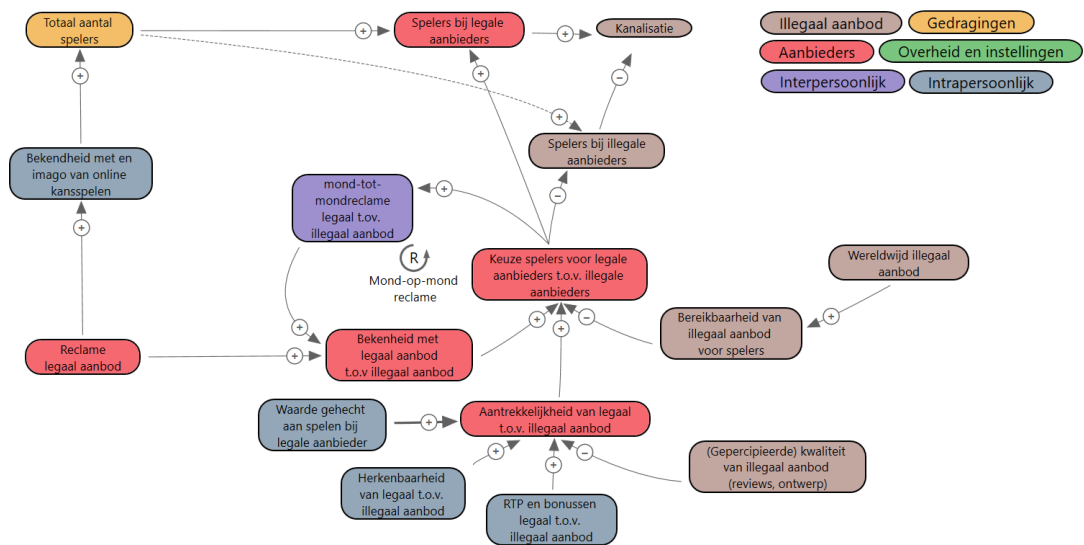 Totaal aantal
spelers
+
Spelers bij legale
aanbieders
+
Kanalisatie
Illegaal aanbod
Gedragingen
Aanbieders
Overheid en instellingen
Interpersoonlijk
Intrapersoonlijk
+
+
−
+
Spelers bij illegale
aanbieders
Bekendheid met en
imago van online
kansspelen
mond-tot-
mondreclame
legaal t.ov.
illegaal aanbod
+
−
+
R
Mond-op-mond
reclame
Keuze spelers voor legale
aanbieders t.o.v. illegale
aanbieders
Wereldwijd illegaal
aanbod
+
+
+
−
Bereikbaarheid van
illegaal aanbod
voor spelers
+
Reclame
legaal aanbod
+
Bekenheid met
legaal aanbod
t.o.v illegaal aanbod
Waarde gehecht
aan spelen bij
legale aanbieder
+
Aantrekkelijkheid van legaal
t.o.v. illegaal aanbod
+
+
−
(Gepercipieerde) kwaliteit
van illegaal aanbod
(reviews, ontwerp)
Herkenbaarheid
van legaal t.o.v.
illegaal aanbod
RTP en bonussen
legaal t.o.v.
illegaal aanbod